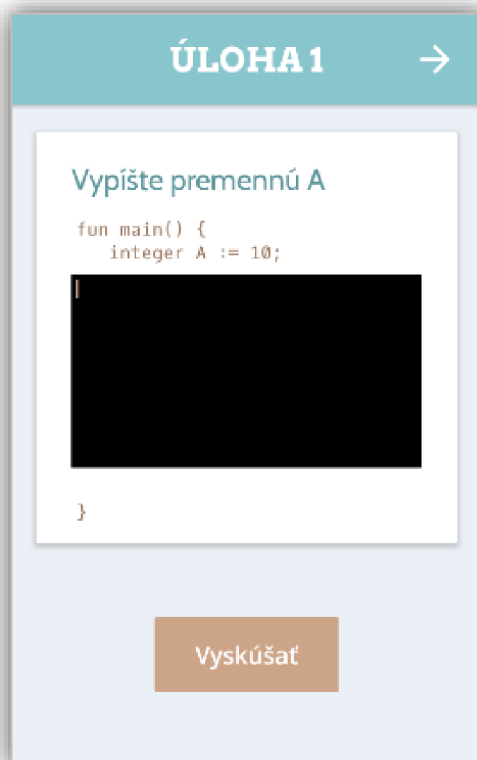 ÚLOHA 1 →
Vypíšte premennú A
fun main() {
integer A := 10;
}
Vyskúšať